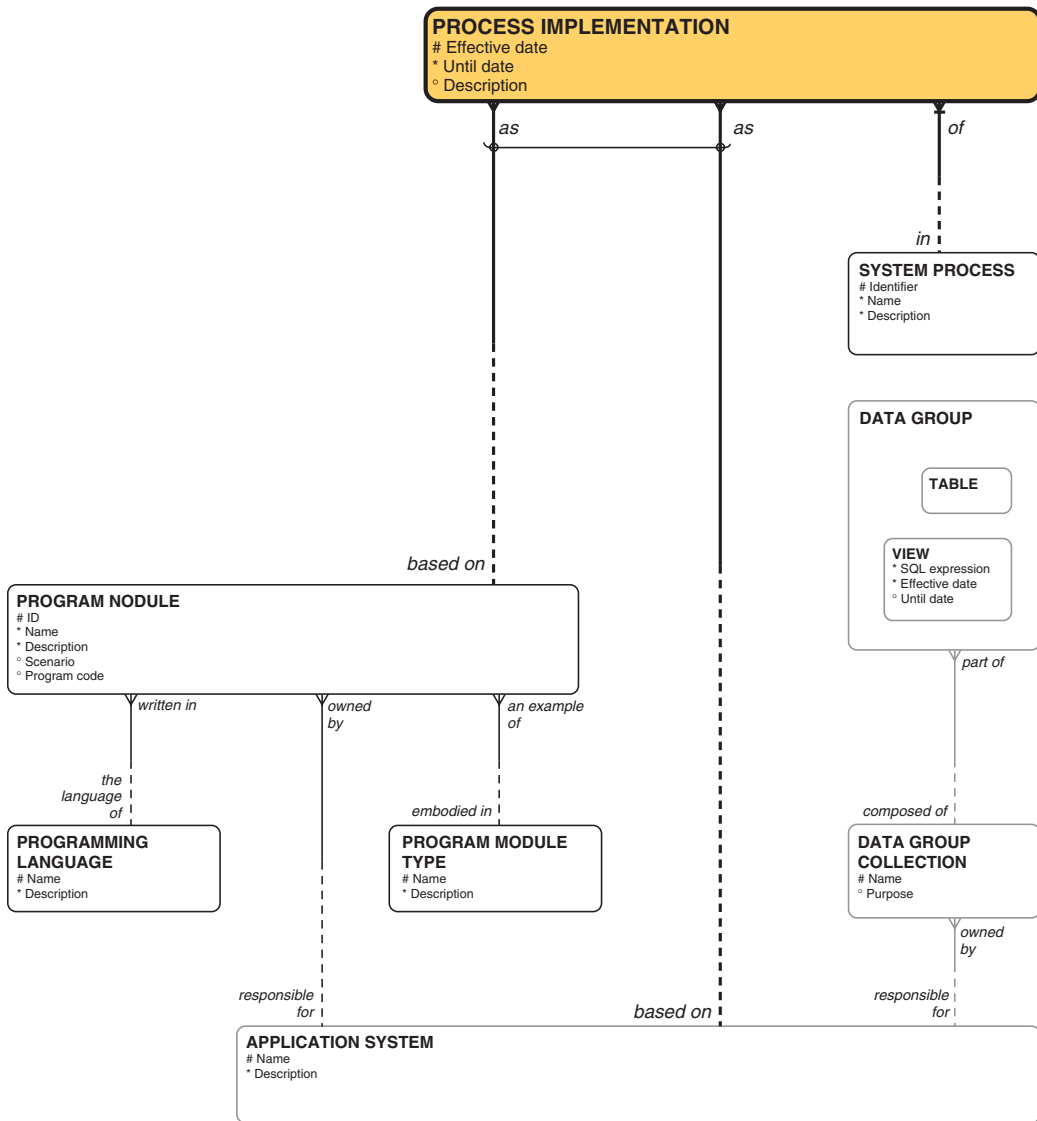 PROCESS IMPLEMENTATION
# Effective date
* Until date
° Description
as
as
of
in
SYSTEM PROCESS
# Identifier
* Name
* Description
DATA GROUP
TABLE
VIEW
* SQL expression
* Effective date
° Until date
based on
PROGRAM NODULE
# ID
* Name
* Description
° Scenario
° Program code
part of
written in
owned
by
an example
of
the
language
of
embodied in
composed of
PROGRAMMING
LANGUAGE
# Name
* Description
PROGRAM MODULE
TYPE
# Name
* Description
DATA GROUP
COLLECTION
# Name
° Purpose
owned
by
responsible
for
based on
responsible
for
APPLICATION SYSTEM
# Name
* Description